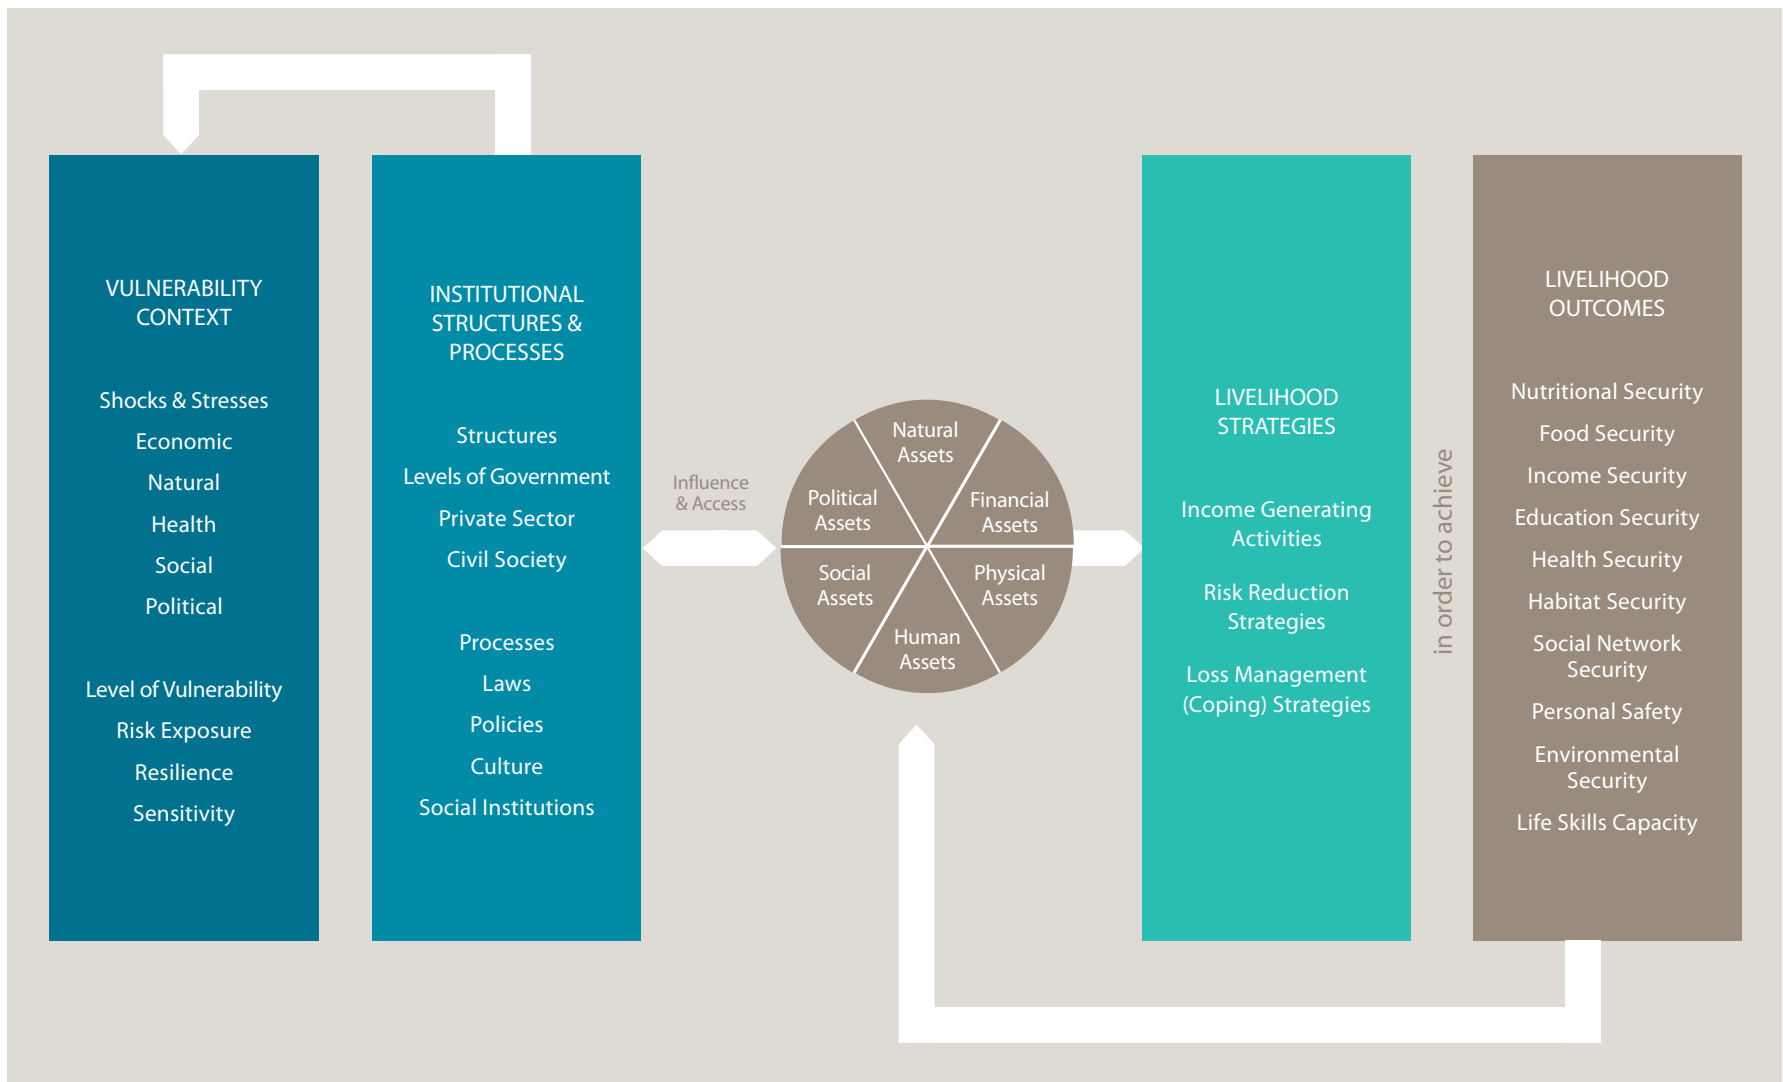 VULNERABILITY
CONTEXT
Shocks & Stresses
Economic
Natural
Health
Social
Political
Level of Vulnerability
Risk Exposure
Resilience
Sensitivity
INSTITUTIONAL
STRUCTURES &
PROCESSES
Structures
Levels of Government
Private Sector
Civil Society
Processes
Laws
Policies
Culture
Social Institutions
Influence
& Access
Natural
Assets
Political
Assets
Financial
Assets
Social
Assets
Physical
Assets
Human
Assets
LIVELIHOOD
STRATEGIES
Income Generating
Activities
Risk Reduction
Strategies
Loss Management
(Coping) Strategies
in order to achieve
LIVELIHOOD
OUTCOMES
Nutritional Security
Food Security
Income Security
Education Security
Health Security
Habitat Security
Social Network
Security
Personal Safety
Environmental
Security
Life Skills Capacity